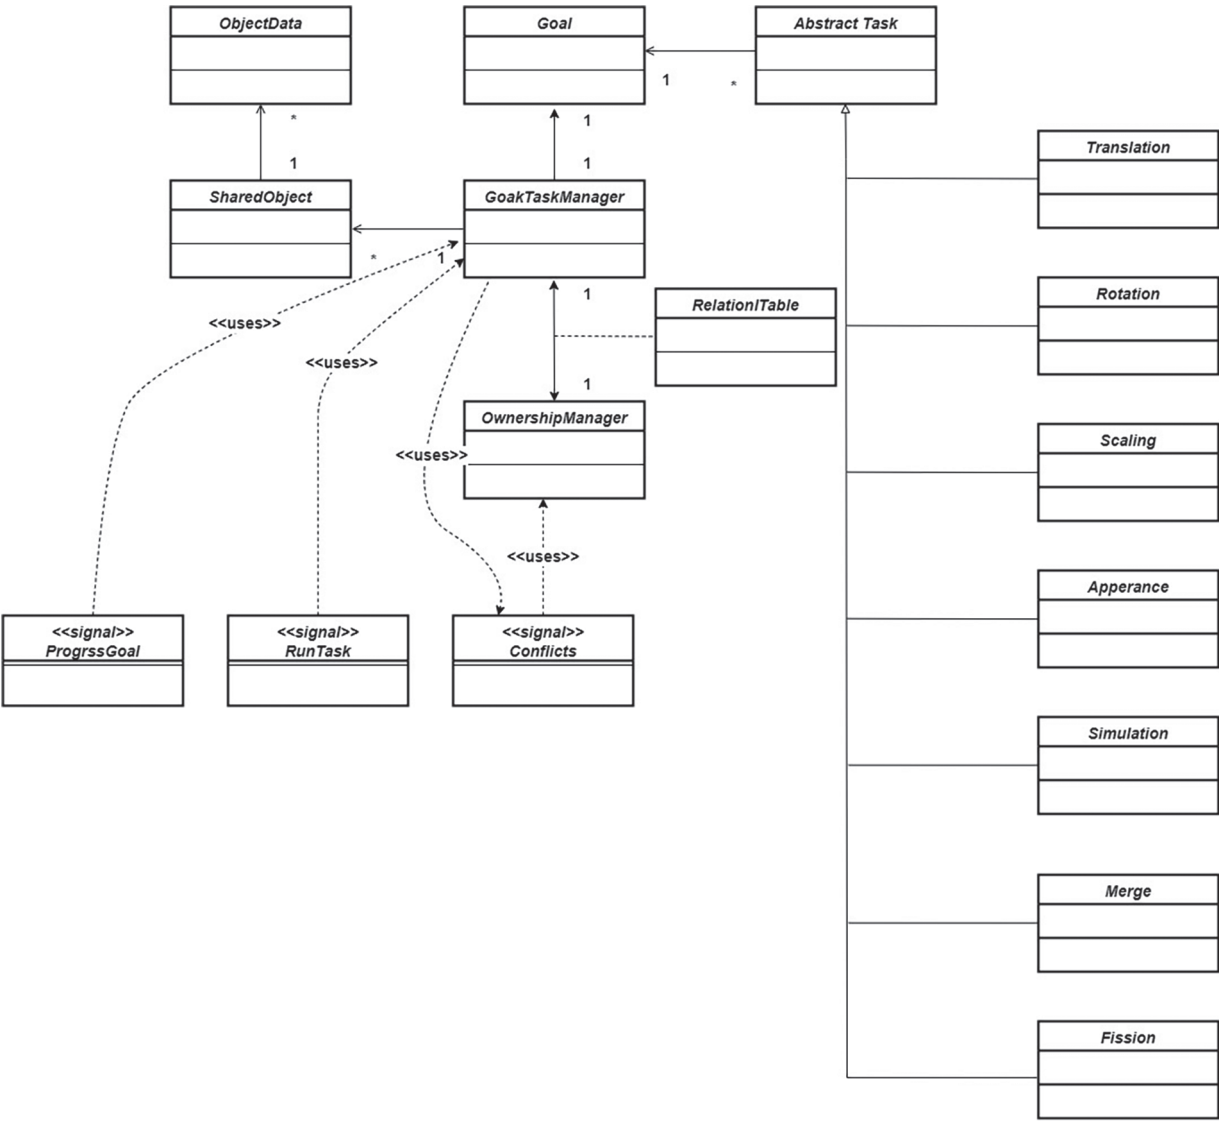 ObjectData
Goal
Abstract Task
1
*
*
1
1
1
Translation
SharedObject
GoakTaskManager
*
1
Rotation
1
RelationlTable
<<uses>>
<<uses>>
1
OwnershipManager
Scaling
<<uses>>
<<uses>>
Apperance
<<signal>>
ProgrssGoal
<<signal>>
RunTask
<<signal>>
Conflicts
Simulation
Merge
Fission